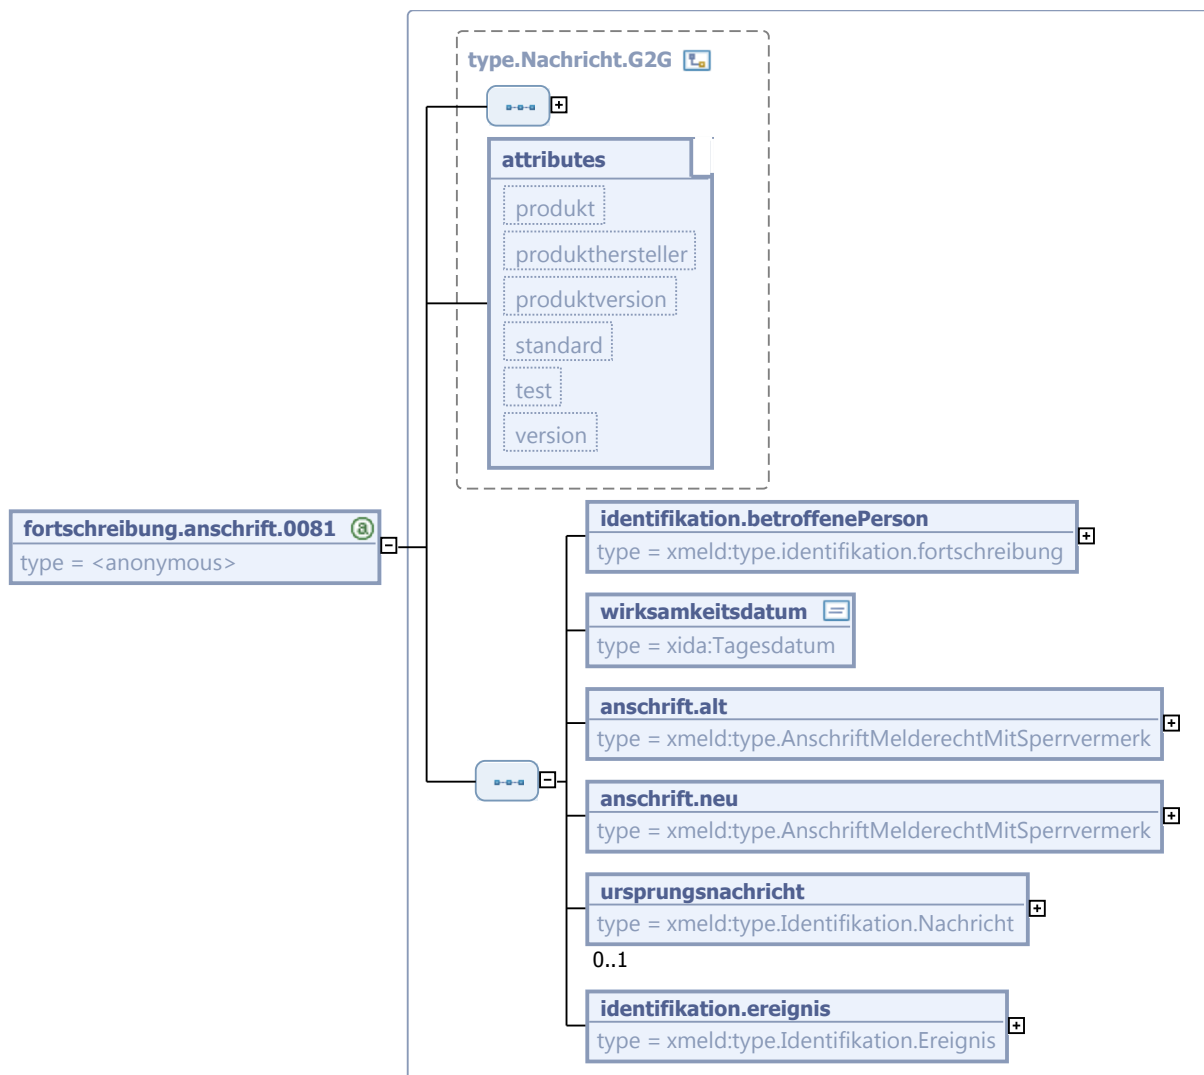 type.Nachricht.G2G
attributes
produkt
produkthersteller
produktversion
standard
test
version
fortschreibung.anschrift.0081 @
type = <anonymous>
identifikation.betroffenePerson
type = xmeld:type.identifikation.fortschreibung
wirksamkeitsdatum
type = xida:Tagesdatum
anschrift.alt
type = xmeld:type.AnschriftMelderechtMitSperrvermerk
anschrift.neu
type = xmeld:type.AnschriftMelderechtMitSperrvermerk
ursprungsnachricht
type = xmeld:type.Identifikation.Nachricht
0..1
identifikation.ereignis
type = xmeld:type.Identifikation.Ereignis